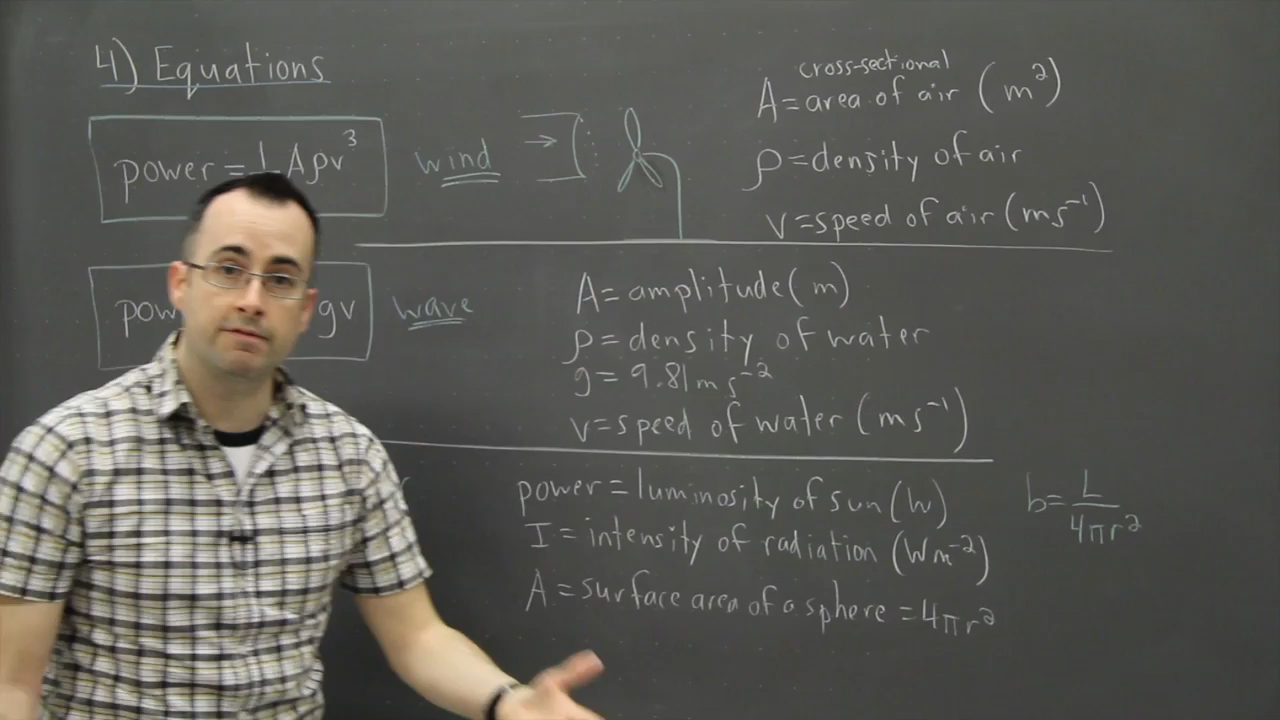 4) Equations
power = 1 Aρv³
wind
cross-sectional
A = area of air (m²)
ρ = density of air
v = speed of air (ms⁻¹)
pow
gv
wave
A = amplitude (m)
ρ = density of water
g = 9.81 ms⁻²
v = speed of water (ms⁻¹)
power = luminosity of sun (W)
I = intensity of radiation (Wm⁻²)
A = surface area of a sphere = 4πr²
b = L
4πr²